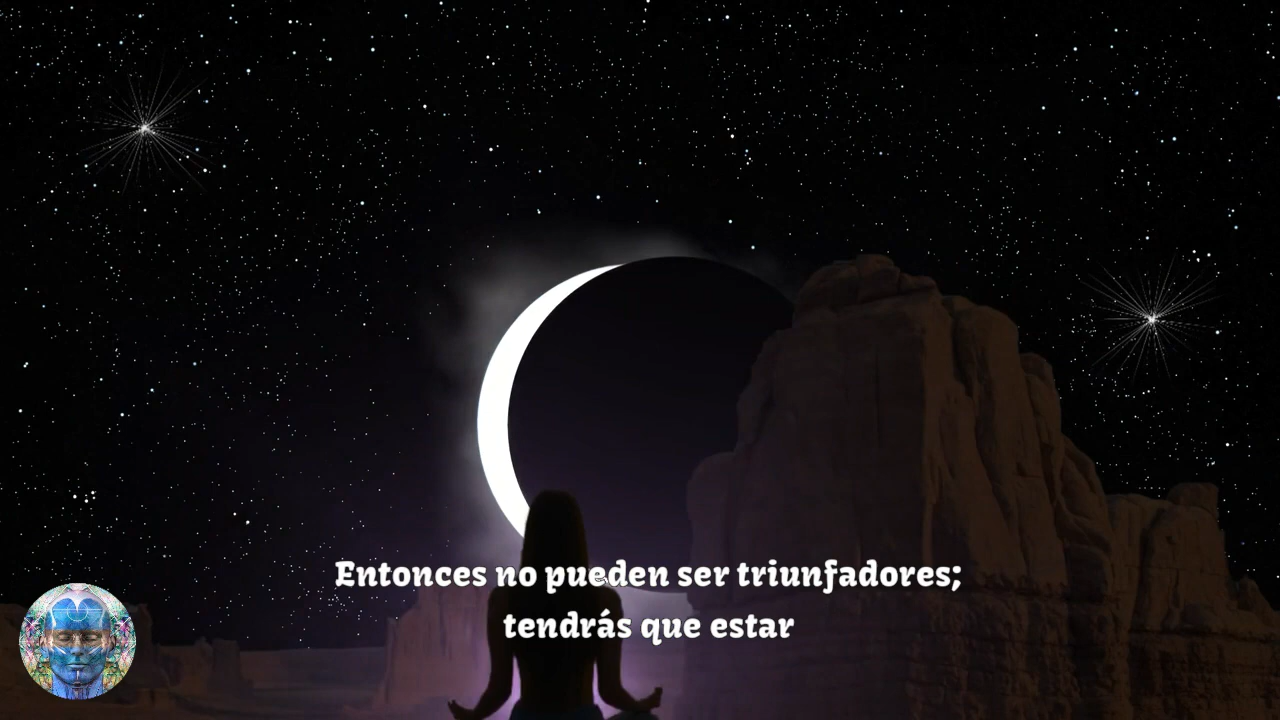 Entonces no pueden ser triunfadores;
tendrás que estar